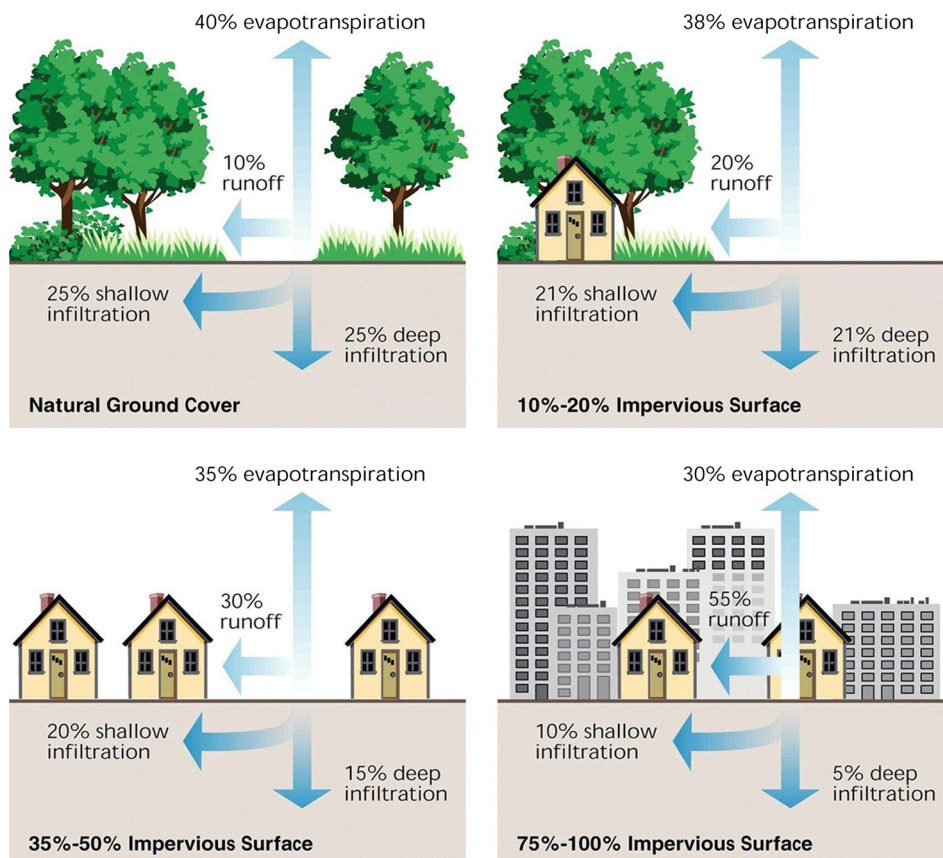 40% evapotranspiration
10%
runoff
25% shallow
infiltration
25% deep
infiltration
Natural Ground Cover
38% evapotranspiration
20%
runoff
21% shallow
infiltration
21% deep
infiltration
10%-20% Impervious Surface
35% evapotranspiration
30%
runoff
20% shallow
infiltration
15% deep
infiltration
35%-50% Impervious Surface
30% evapotranspiration
55%
runoff
10% shallow
infiltration
5% deep
infiltration
75%-100% Impervious Surface